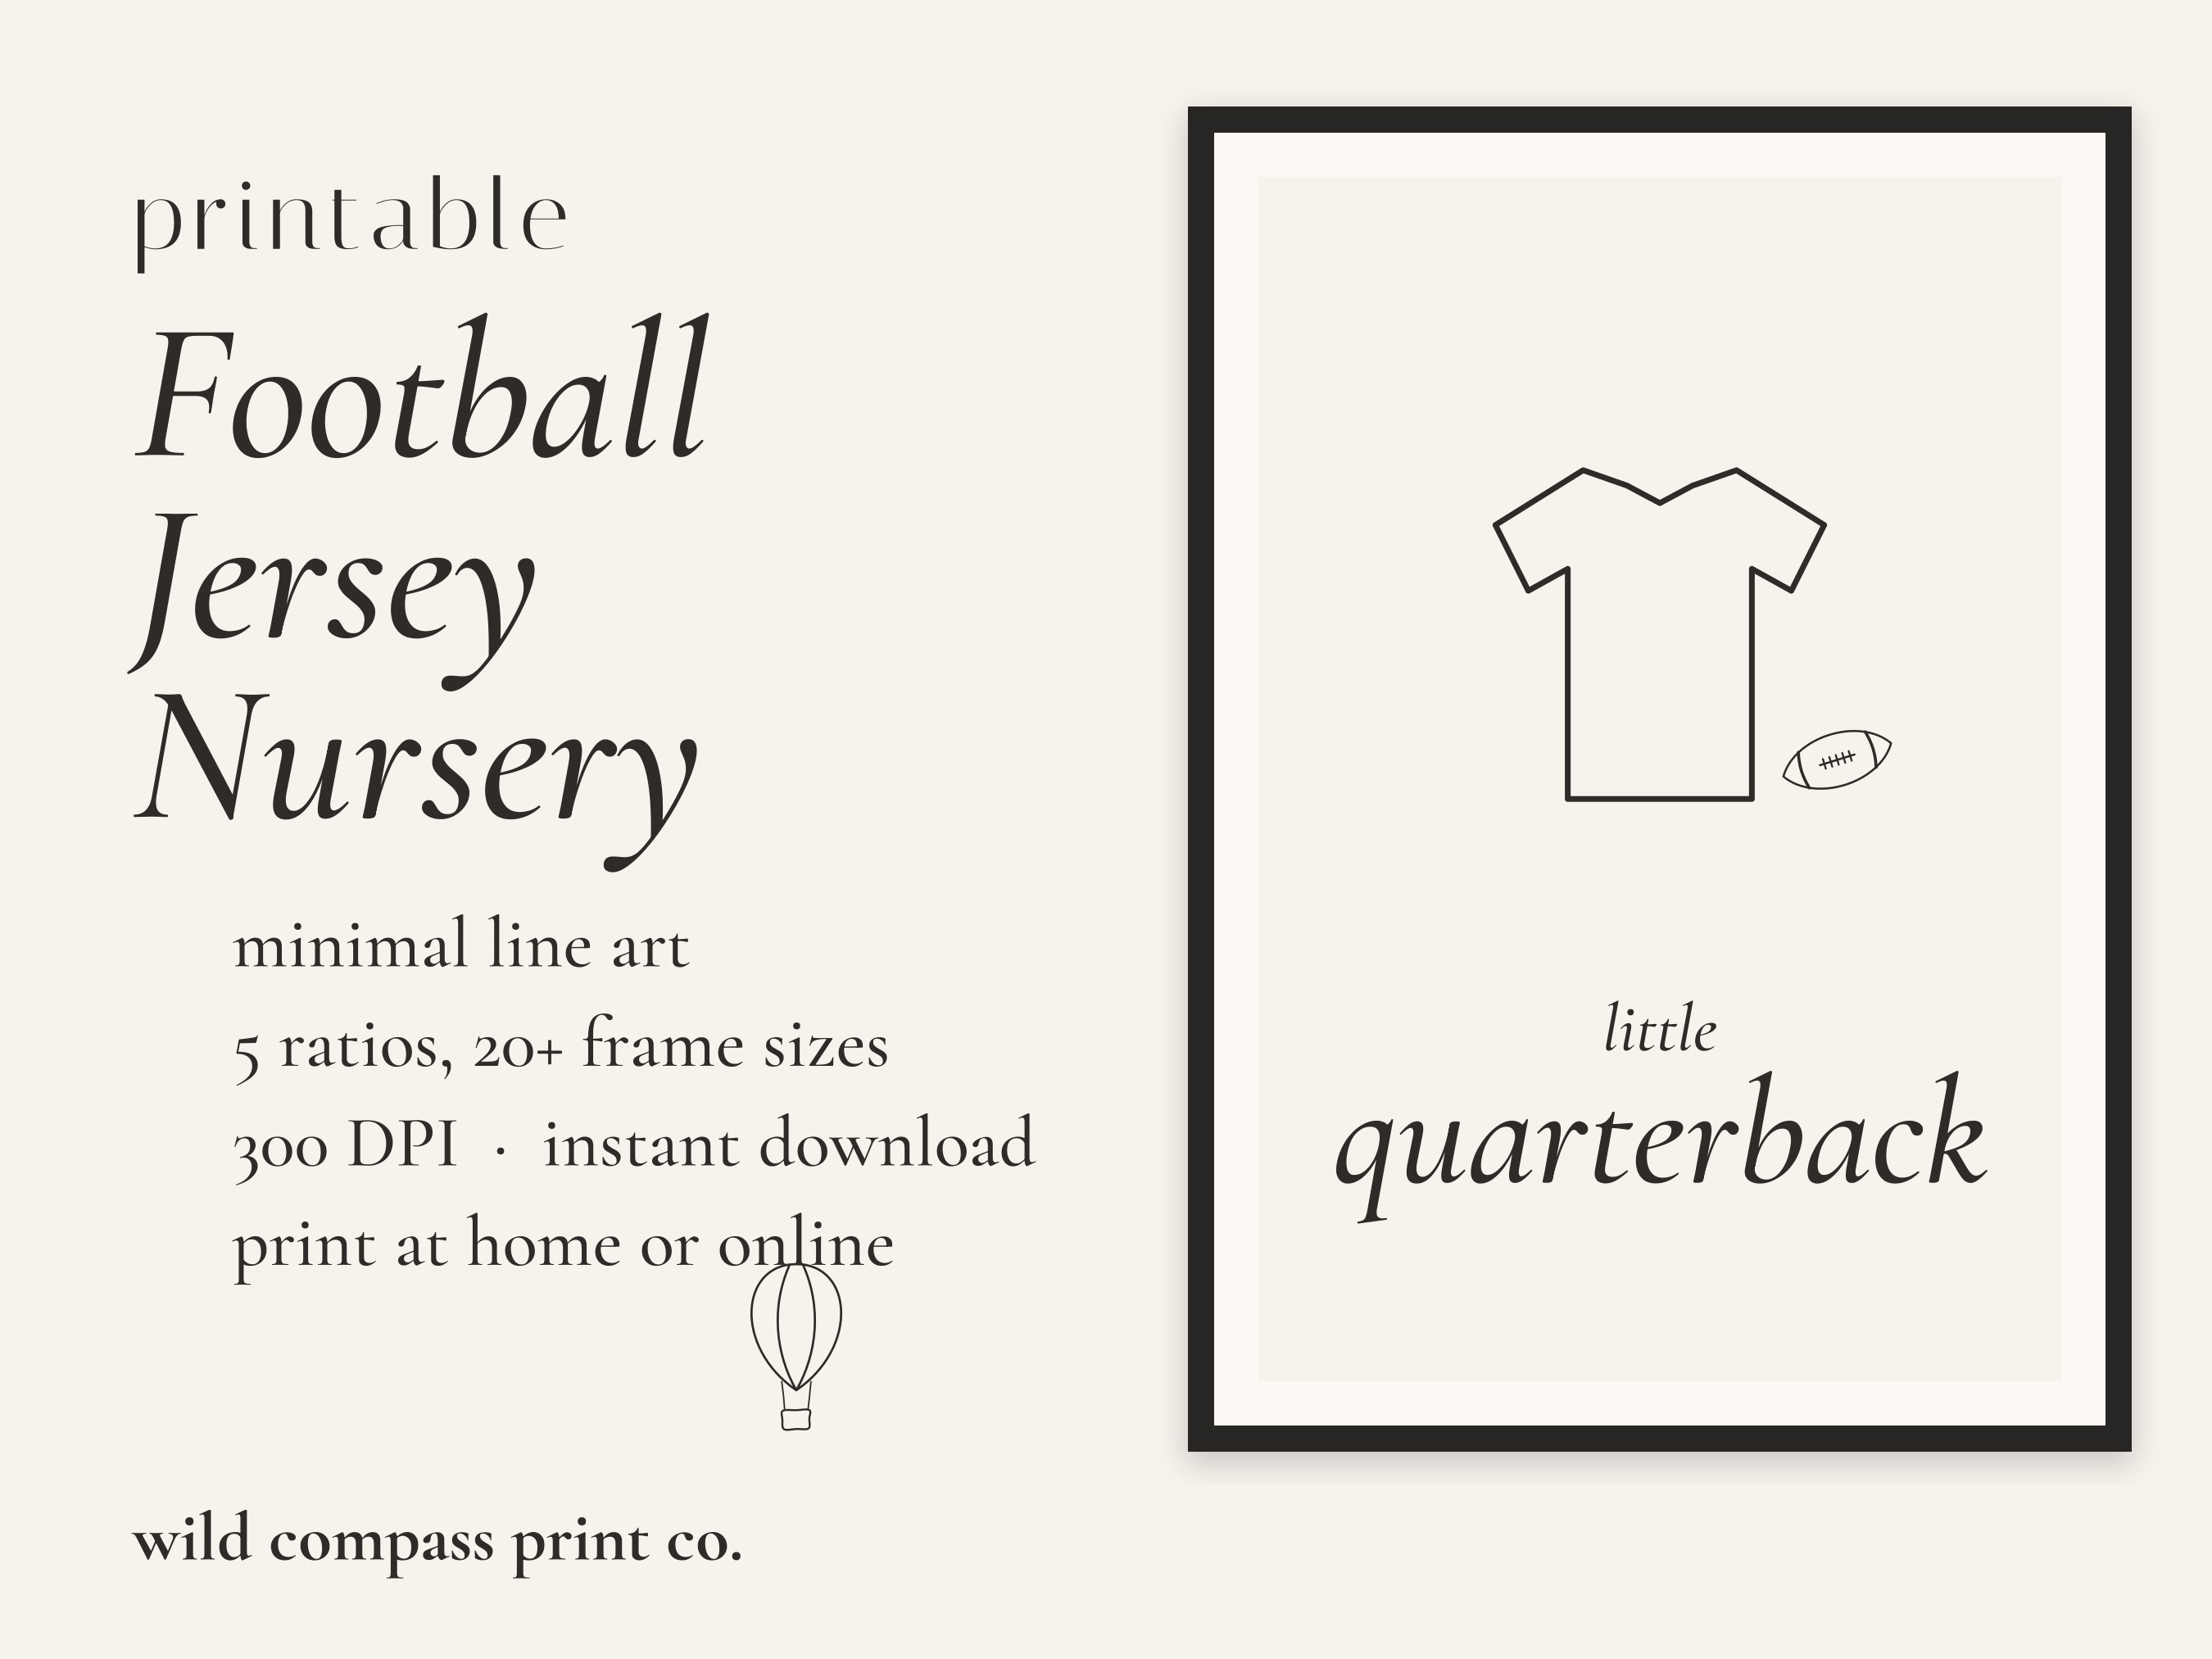 printable
Football
Jersey
Nursery
minimal line art
5 ratios, 20+ frame sizes
300 DPI · instant download
print at home or online
wild compass print co.
little
quarterback